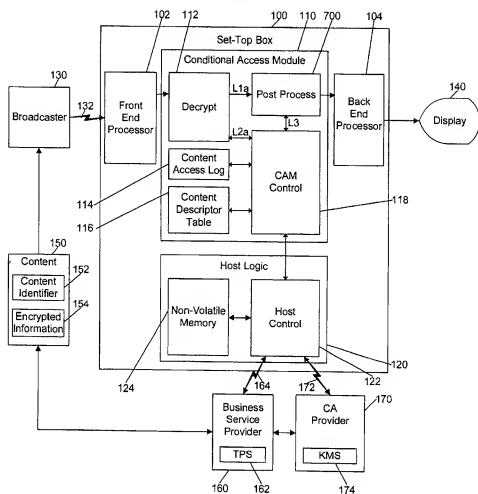 100
102
112
110
700
104
Set-Top Box
Conditional Access Module
130
140
Broadcaster
132
Front
End
Processor
Decrypt
L1a
Post Process
Back
End
Processor
Display
L2a
L3
Content
Access Log
CAM
Control
114
Content
Descriptor
Table
116
118
150
Content
152
Content
Identifier
154
Encrypted
Information
Host Logic
Non-Volatile
Memory
Host
Control
120
124
164
172
122
170
Business
Service
Provider
CA
Provider
TPS
KMS
160
162
174